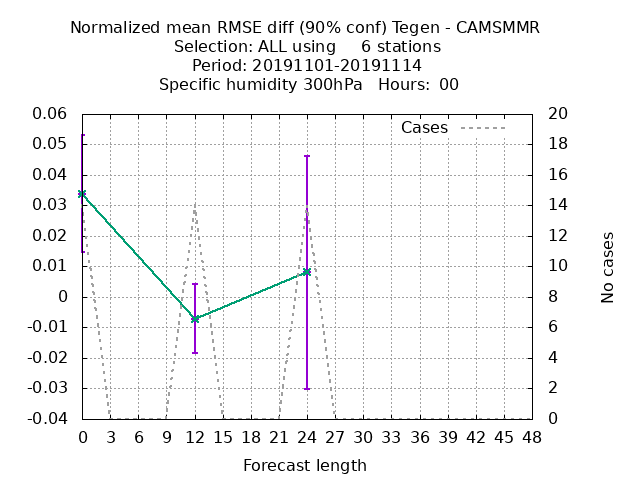 Normalized mean RMSE diff (90% conf) Tegen - CAMSMMR
Selection: ALL using 6 stations
Period: 20191101-20191114
Specific humidity 300hPa Hours: 00
Cases
0.06
0.05
0.04
0.03
0.02
0.01
0
-0.01
-0.02
-0.03
-0.04
20
18
16
14
12
10
8
6
4
2
0
No cases
0 3 6 9 12 15 18 21 24 27 30 33 36 39 42 45 48
Forecast length